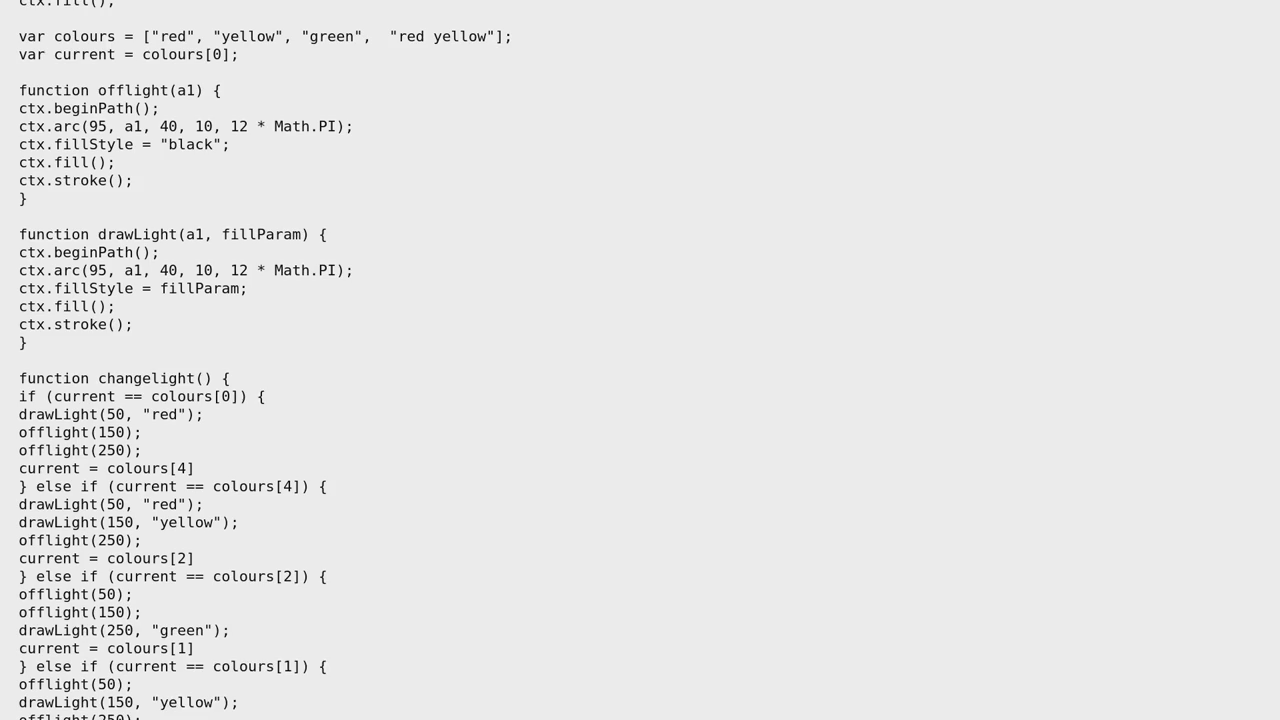 ctx.fill();
var colours = ["red", "yellow", "green",  "red yellow"];
var current = colours[0];
function offlight(a1) {
ctx.beginPath();
ctx.arc(95, a1, 40, 10, 12 * Math.PI);
ctx.fillStyle = "black";
ctx.fill();
ctx.stroke();
}
function drawLight(a1, fillParam) {
ctx.beginPath();
ctx.arc(95, a1, 40, 10, 12 * Math.PI);
ctx.fillStyle = fillParam;
ctx.fill();
ctx.stroke();
}
function changelight() {
if (current == colours[0]) {
drawLight(50, "red");
offlight(150);
offlight(250);
current = colours[4]
} else if (current == colours[4]) {
drawLight(50, "red");
drawLight(150, "yellow");
offlight(250);
current = colours[2]
} else if (current == colours[2]) {
offlight(50);
offlight(150);
drawLight(250, "green");
current = colours[1]
} else if (current == colours[1]) {
offlight(50);
drawLight(150, "yellow");
offlight(250);